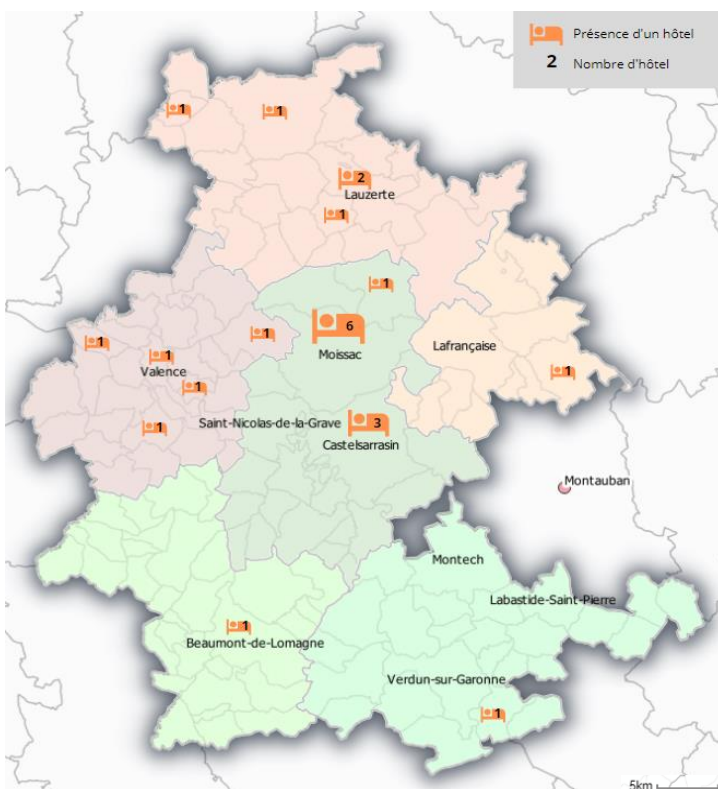 Présence d'un hôtel
2 Nombre d'hôtel
1
1
2
Lauzerte
1
1
6
Moissac
1
1
1
Valence
1
Lafrançaise
1
1
Saint-Nicolas-de-la-Grave
3
Castelsarrasin
Montauban
Montech
Labastide-Saint-Pierre
1
Beaumont-de-Lomagne
Verdun-sur-Garonne
1
5km